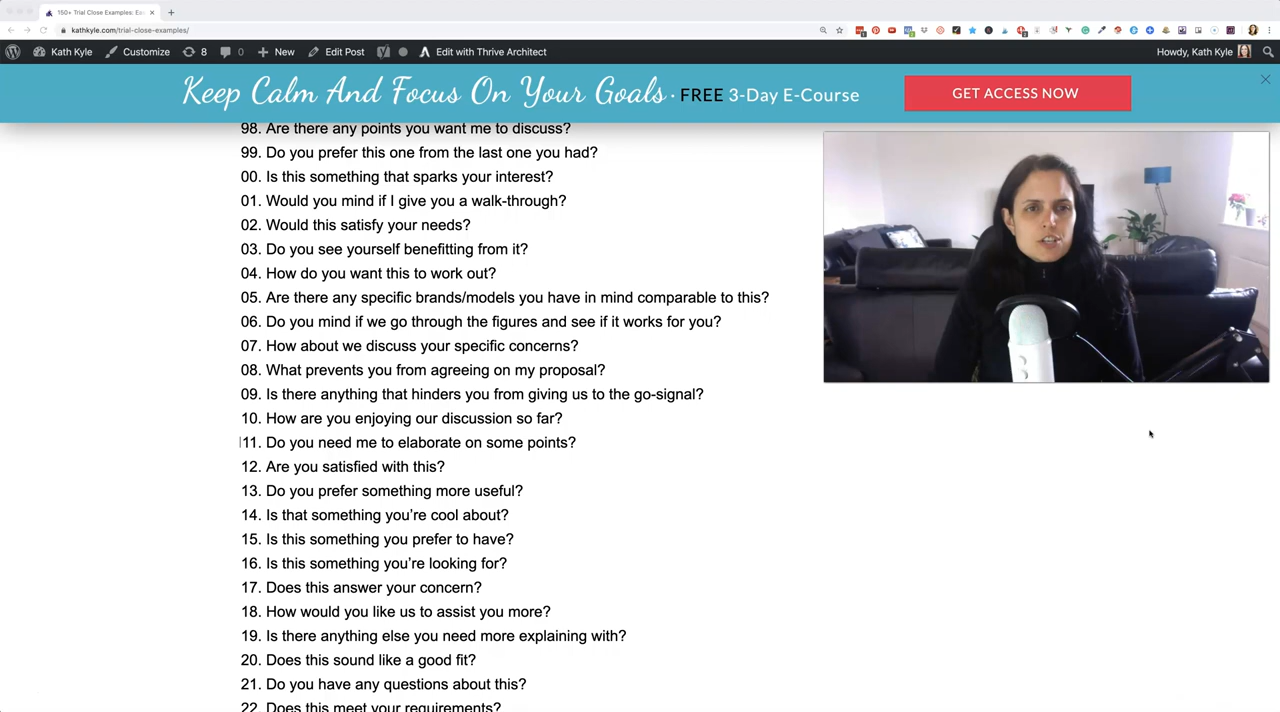 150+ Trial Close Examples: Ea
kathkyle.com/trial-close-examples/
Kath Kyle Customize 8 0 New Edit Post Edit with Thrive Architect Howdy, Kath Kyle
Keep Calm And Focus On Your Goals · FREE 3-Day E-Course GET ACCESS NOW
98. Are there any points you want me to discuss?
99. Do you prefer this one from the last one you had?
00. Is this something that sparks your interest?
01. Would you mind if I give you a walk-through?
02. Would this satisfy your needs?
03. Do you see yourself benefitting from it?
04. How do you want this to work out?
05. Are there any specific brands/models you have in mind comparable to this?
06. Do you mind if we go through the figures and see if it works for you?
07. How about we discuss your specific concerns?
08. What prevents you from agreeing on my proposal?
09. Is there anything that hinders you from giving us to the go-signal?
10. How are you enjoying our discussion so far?
11. Do you need me to elaborate on some points?
12. Are you satisfied with this?
13. Do you prefer something more useful?
14. Is that something you’re cool about?
15. Is this something you prefer to have?
16. Is this something you’re looking for?
17. Does this answer your concern?
18. How would you like us to assist you more?
19. Is there anything else you need more explaining with?
20. Does this sound like a good fit?
21. Do you have any questions about this?
22. Does this meet your requirements?